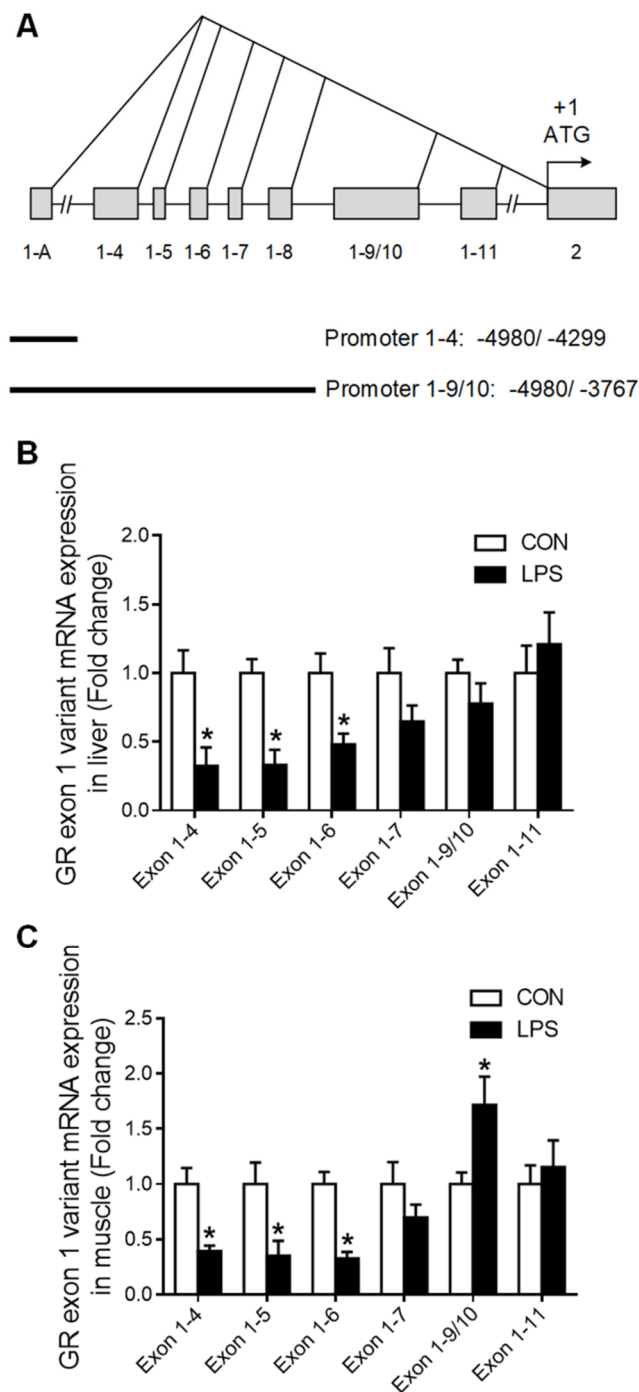 A
+1
ATG
1-A 1-4 1-5 1-6 1-7 1-8 1-9/10 1-11 2
Promoter 1-4: -4980/ -4299
Promoter 1-9/10: -4980/ -3767
B
GR exon 1 variant mRNA expression
in liver (Fold change)
2.0
1.5
1.0
0.5
0.0
CON
LPS
*
*
*
Exon 1-4
Exon 1-5
Exon 1-6
Exon 1-7
Exon 1-9/10
Exon 1-11
C
GR exon 1 variant mRNA expression
in muscle (Fold change)
2.5
2.0
1.5
1.0
0.5
0.0
CON
LPS
*
*
*
*
Exon 1-4
Exon 1-5
Exon 1-6
Exon 1-7
Exon 1-9/10
Exon 1-11